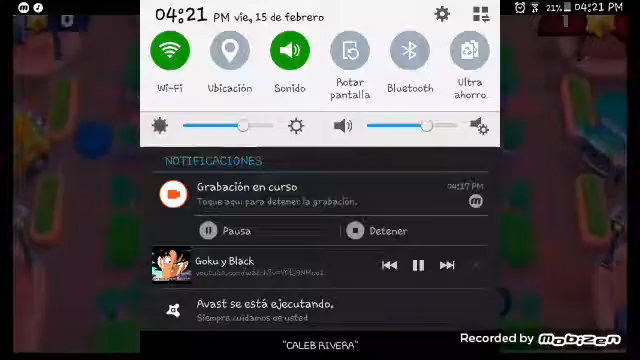 04:21 PM vie, 15 de febrero
21% 04:21 PM
Wi-Fi
Ubicación
Sonido
Rotar pantalla
Bluetooth
Ultra ahorro
NOTIFICACIONES
Grabación en curso
04:17 PM
Toque aquí para detener la grabación.
Pausa
Detener
Goku y Black
Avast se está ejecutando.
Siempre cuidamos de usted
"CALEB RIVERA"
Recorded by Mobizen